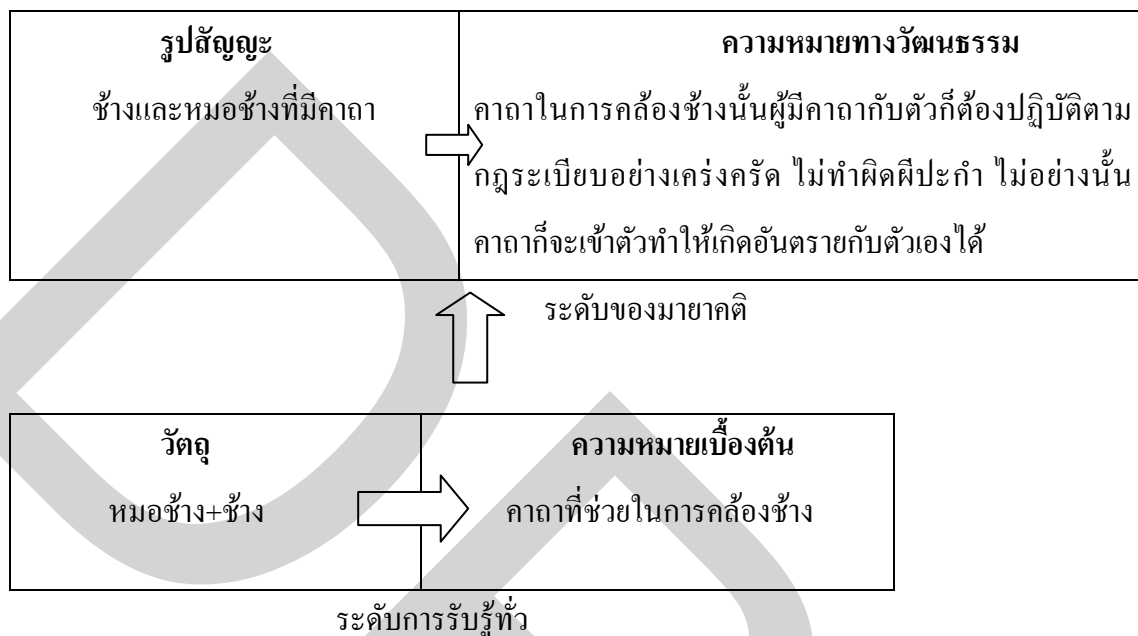 รูปสัญญะ
ช้างและหมอช้างที่มีคาถา
ความหมายทางวัฒนธรรม
คาถาในการคล้องช้างนั้นผู้มีคาถากับตัวก็ต้องปฏิบัติตาม
กฎระเบียบอย่างเคร่งครัด ไม่ทำผิดผีปะกำ ไม่อย่างนั้น
คาถาก็จะเข้าตัวทำให้เกิดอันตรายกับตัวเองได้
ระดับของมายาคติ
วัตถุ
หมอช้าง+ช้าง
ความหมายเบื้องต้น
คาถาที่ช่วยในการคล้องช้าง
ระดับการรับรู้ทั่ว